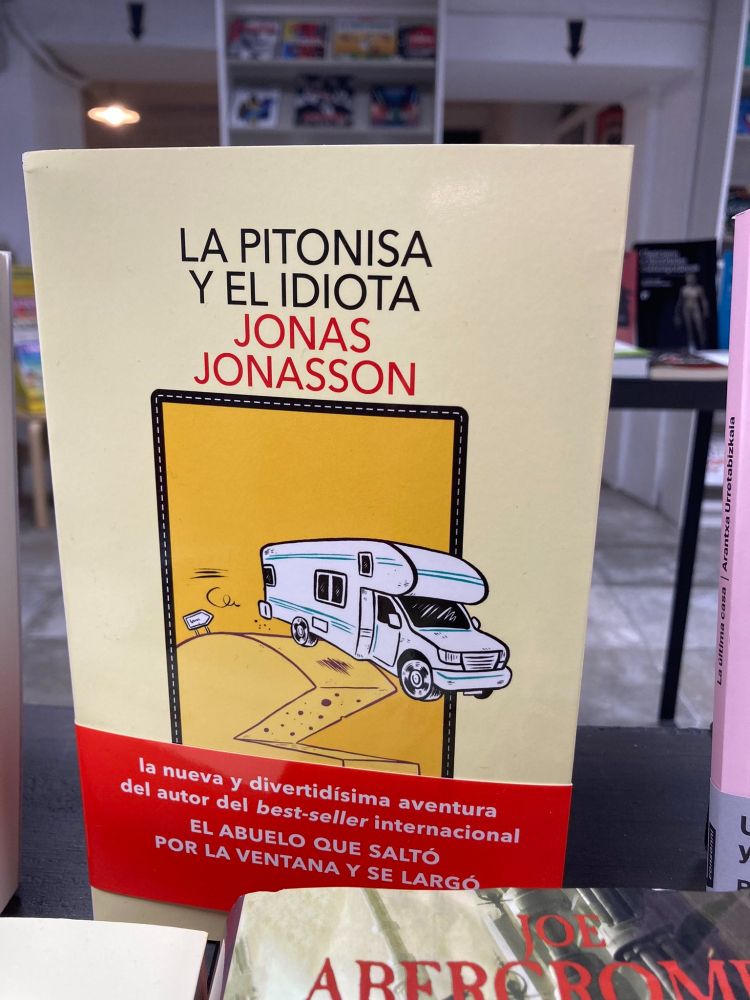 LA PITONISA
Y EL IDIOTA
JONAS
JONASSON
la nueva y divertidísima aventura
del autor del best-seller internacional
EL ABUELO QUE SALTÓ
POR LA VENTANA Y SE LARGÓ
La última casa | Arantxa Urretabizkaia
JOE
ABERCROM